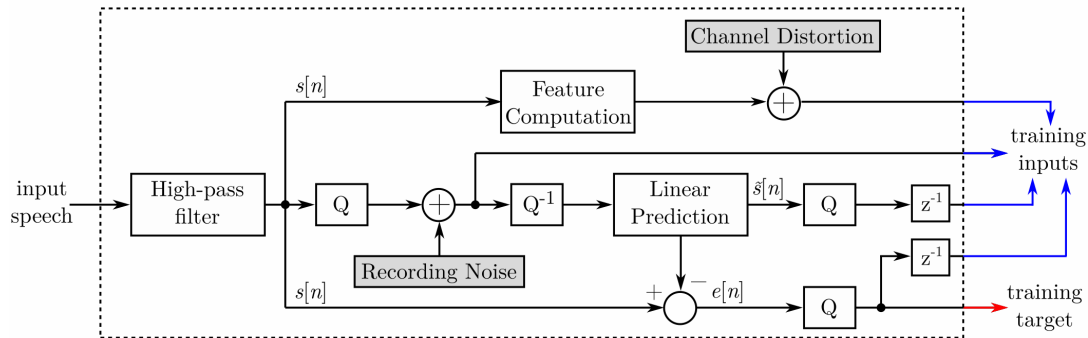 Channel Distortion
s[n]
Feature
Computation
+
training
inputs
input
speech
High-pass
filter
Q
+
Q⁻¹
Linear
Prediction
ŝ[n]
Q
z⁻¹
Recording Noise
z⁻¹
s[n]
+
−
e[n]
Q
training
target